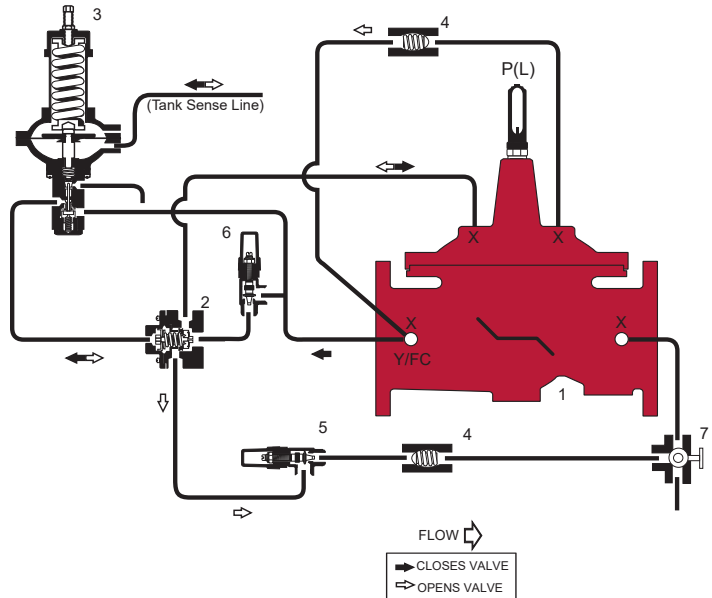 3
4
P(L)
(Tank Sense Line)
X
X
6
2
X
X
Y/FC
1
5
4
7
FLOW
CLOSES VALVE
OPENS VALVE